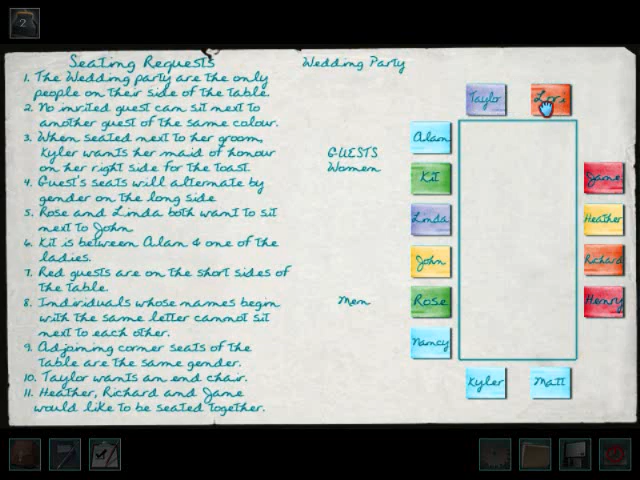 2
Seating Requests
1. The Wedding party are the only
people on their side of the table.
2. No invited guest can sit next to
another guest of the same colour.
3. When seated next to her groom,
Kyler wants her maid of honour
on her right side for the toast.
4. Guest's seats will alternate by
gender on the long side
5. Rose and Linda both want to sit
next to John
6. Kit is between Alan & one of the
ladies.
7. Red guests are on the short sides of
the table
8. Individuals whose names begin
with the same letter cannot sit
next to each other.
9. Adjoining corner seats of the
table are the same gender.
10. Taylor wants an end chair.
11. Heather, Richard and Jane
would like to be seated together.
Wedding Party
GUESTS
Women
Men
Taylor
Lori
Alan
Kit
Linda
John
Rose
Nancy
Jane
Heather
Richard
Henry
Kyler
Matt